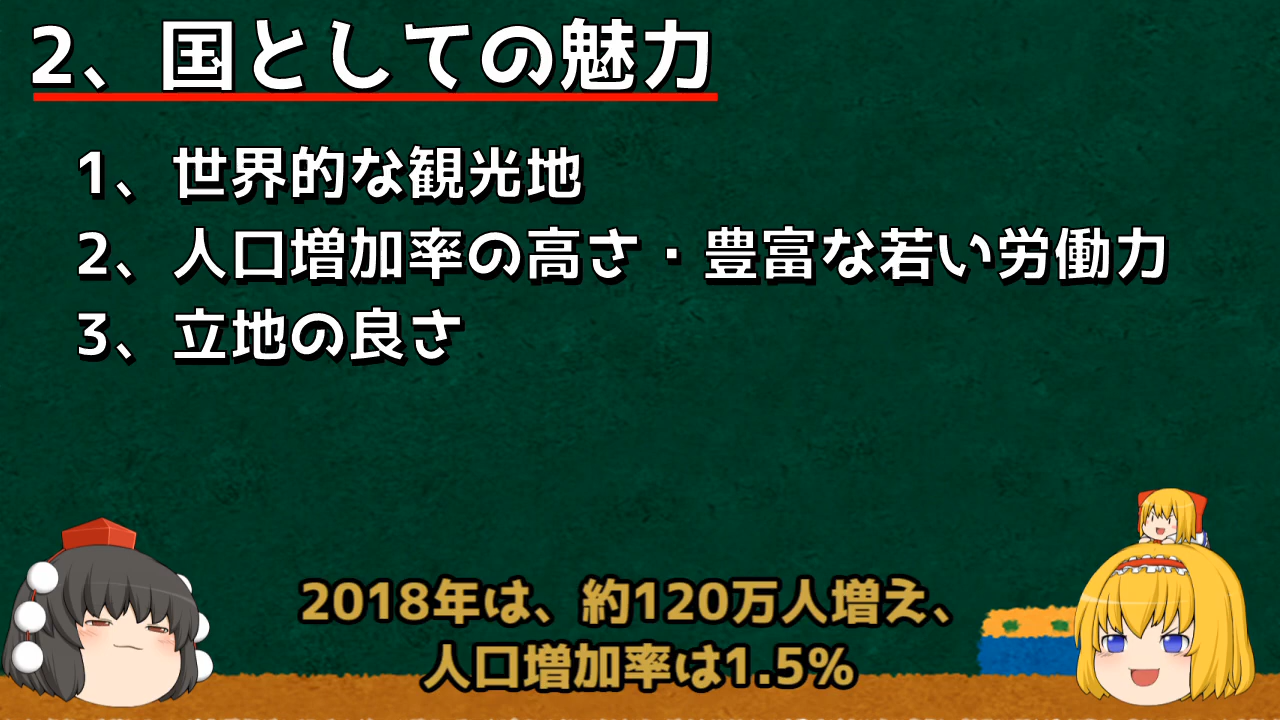 2、国としての魅力
1、世界的な観光地
2、人口増加率の高さ・豊富な若い労働力
3、立地の良さ
2018年は、約120万人増え、
人口増加率は1.5%